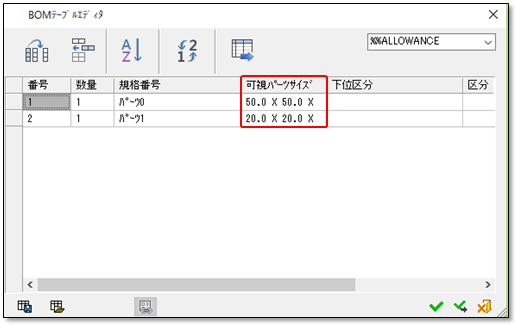 BOMﾃｰﾌﾞﾙｴﾃﾞｨﾀ
%%ALLOWANCE
番号 数量 規格番号 可視ﾊﾟｰﾂｻｲｽﾞ 下位区分 区分
1 1 ﾊﾟｰﾂ0 50.0 X 50.0 X
2 1 ﾊﾟｰﾂ1 20.0 X 20.0 X